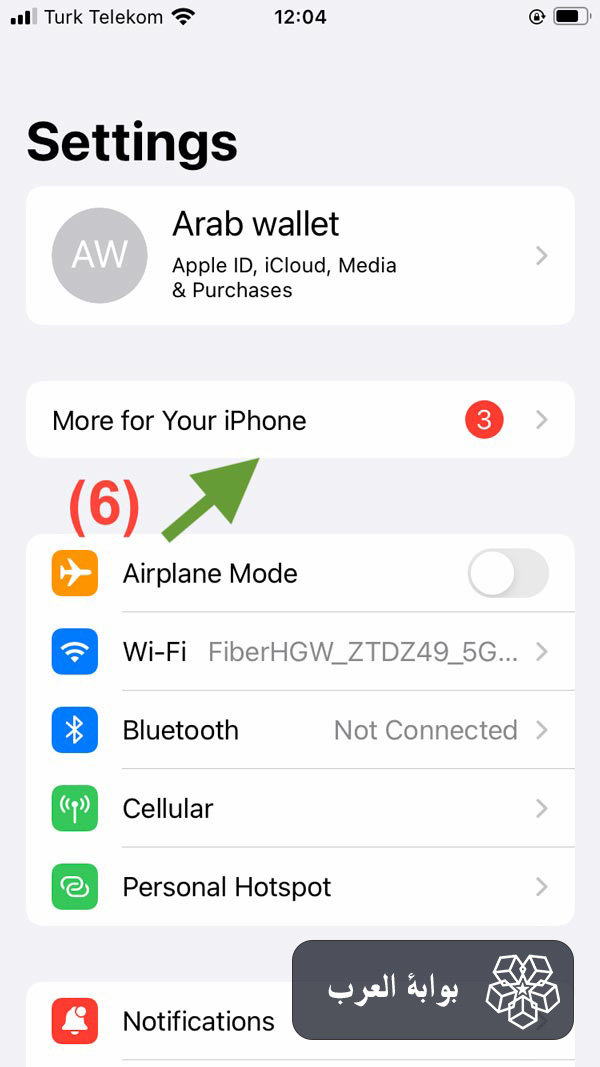 Turk Telekom 12:04
Settings
AW
Arab wallet
Apple ID, iCloud, Media
& Purchases
More for Your iPhone 3
(6)
Airplane Mode
Wi-Fi FiberHGW_ZTDZ49_5G...
Bluetooth Not Connected
Cellular
Personal Hotspot
بوابة العرب
Notifications